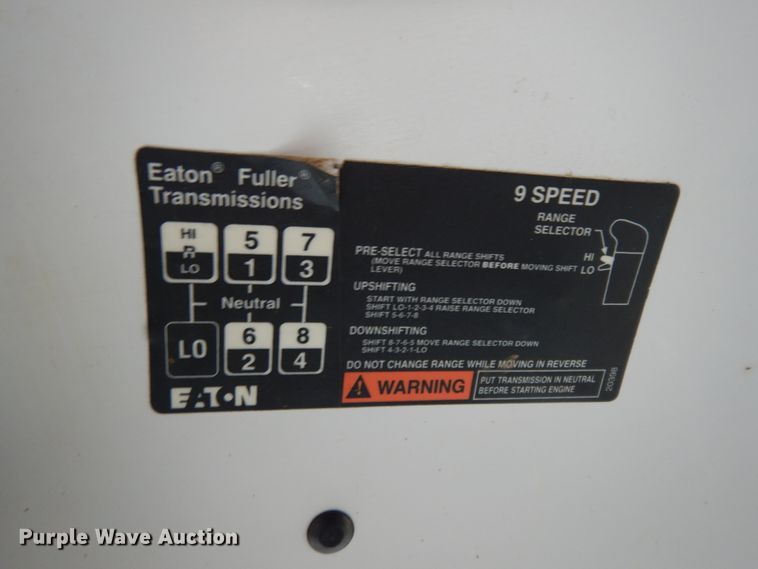 Eaton® Fuller®
Transmissions
HI
R
LO
5
1
7
3
Neutral
LO
6
2
8
4
EATON
9 SPEED
RANGE
SELECTOR
HI
LO
PRE-SELECT ALL RANGE SHIFTS
(MOVE RANGE SELECTOR BEFORE MOVING SHIFT
LEVER)
UPSHIFTING
START WITH RANGE SELECTOR DOWN
SHIFT LO-1-2-3-4 RAISE RANGE SELECTOR
SHIFT 5-6-7-8
DOWNSHIFTING
SHIFT 8-7-6-5 MOVE RANGE SELECTOR DOWN
SHIFT 4-3-2-1-LO
DO NOT CHANGE RANGE WHILE MOVING IN REVERSE
WARNING
PUT TRANSMISSION IN NEUTRAL
BEFORE STARTING ENGINE
20398
Purple Wave Auction